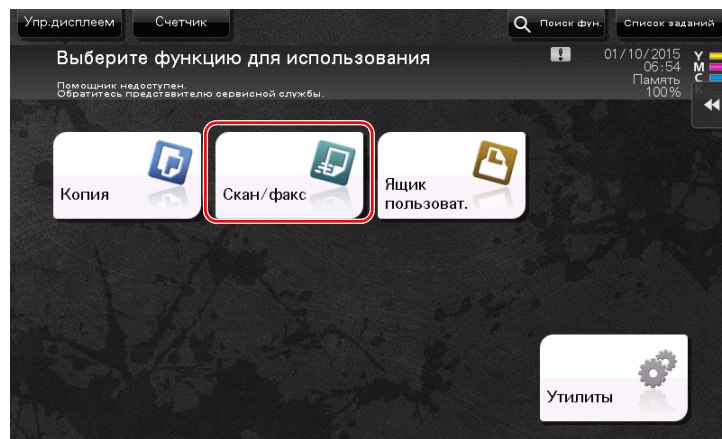 Упр.дисплеем
Счетчик
Поиск фун.
Список заданий
Выберите функцию для использования
Помощник недоступен.
Обратитесь представителю сервисной службы.
01/10/2015
06:54
Память
100%
Y
M
C
K
Копия
Скан/факс
Ящик
пользоват.
Утилиты